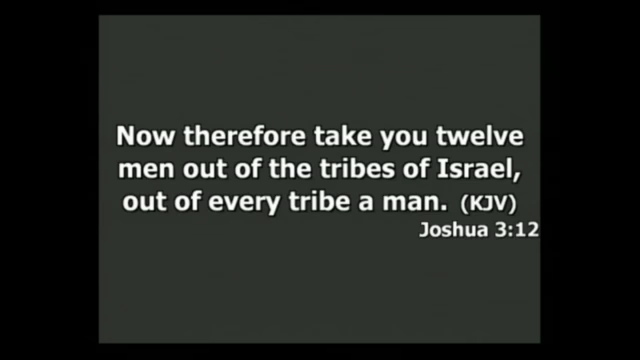 Now therefore take you twelve
men out of the tribes of Israel,
out of every tribe a man. (KJV)
Joshua 3:12